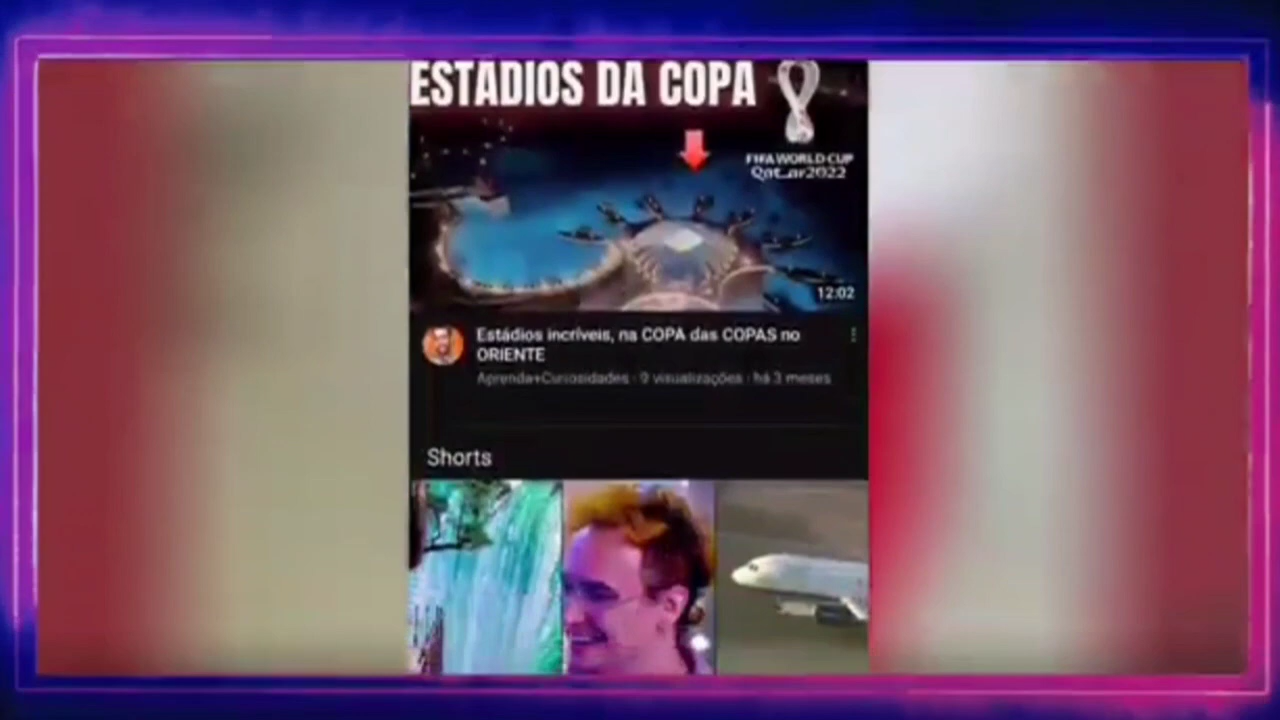 ESTÁDIOS DA COPA
FIFA WORLD CUP
Qatar2022
12:02
Estádios incríveis, na COPA das COPAS no
ORIENTE
Aprenda+Curiosidades · 9 visualizações · há 3 meses
Shorts